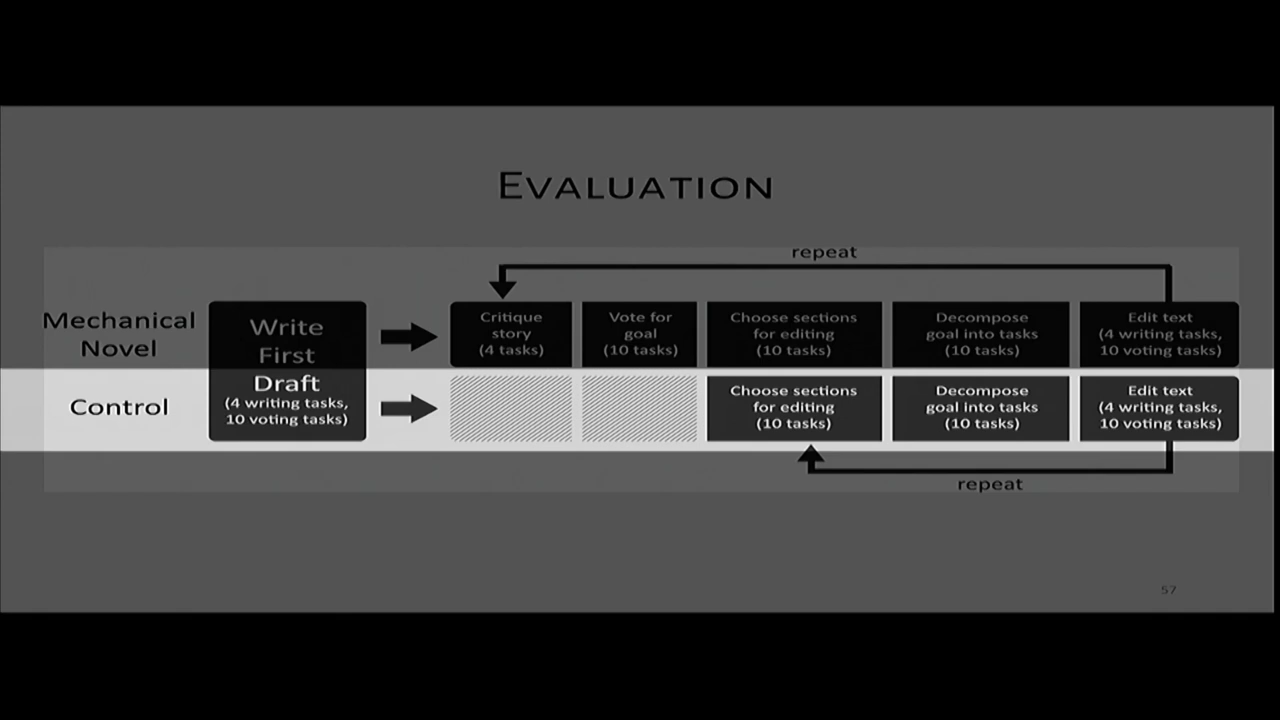 EVALUATION
repeat
Mechanical
Novel
Write
First
Draft
(4 writing tasks,
10 voting tasks)
Critique
story
(4 tasks)
Vote for
goal
(10 tasks)
Choose sections
for editing
(10 tasks)
Decompose
goal into tasks
(10 tasks)
Edit text
(4 writing tasks,
10 voting tasks)
Control
Choose sections
for editing
(10 tasks)
Decompose
goal into tasks
(10 tasks)
Edit text
(4 writing tasks,
10 voting tasks)
repeat
57